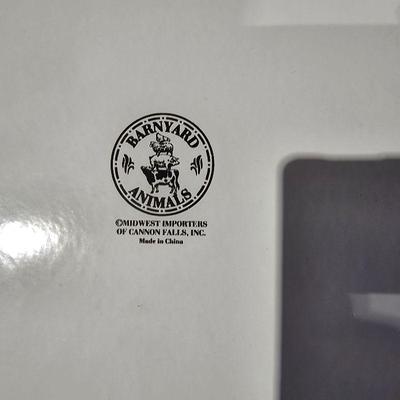 BARNYARD
ANIMALS
©MIDWEST IMPORTERS
OF CANNON FALLS, INC.
Made in China